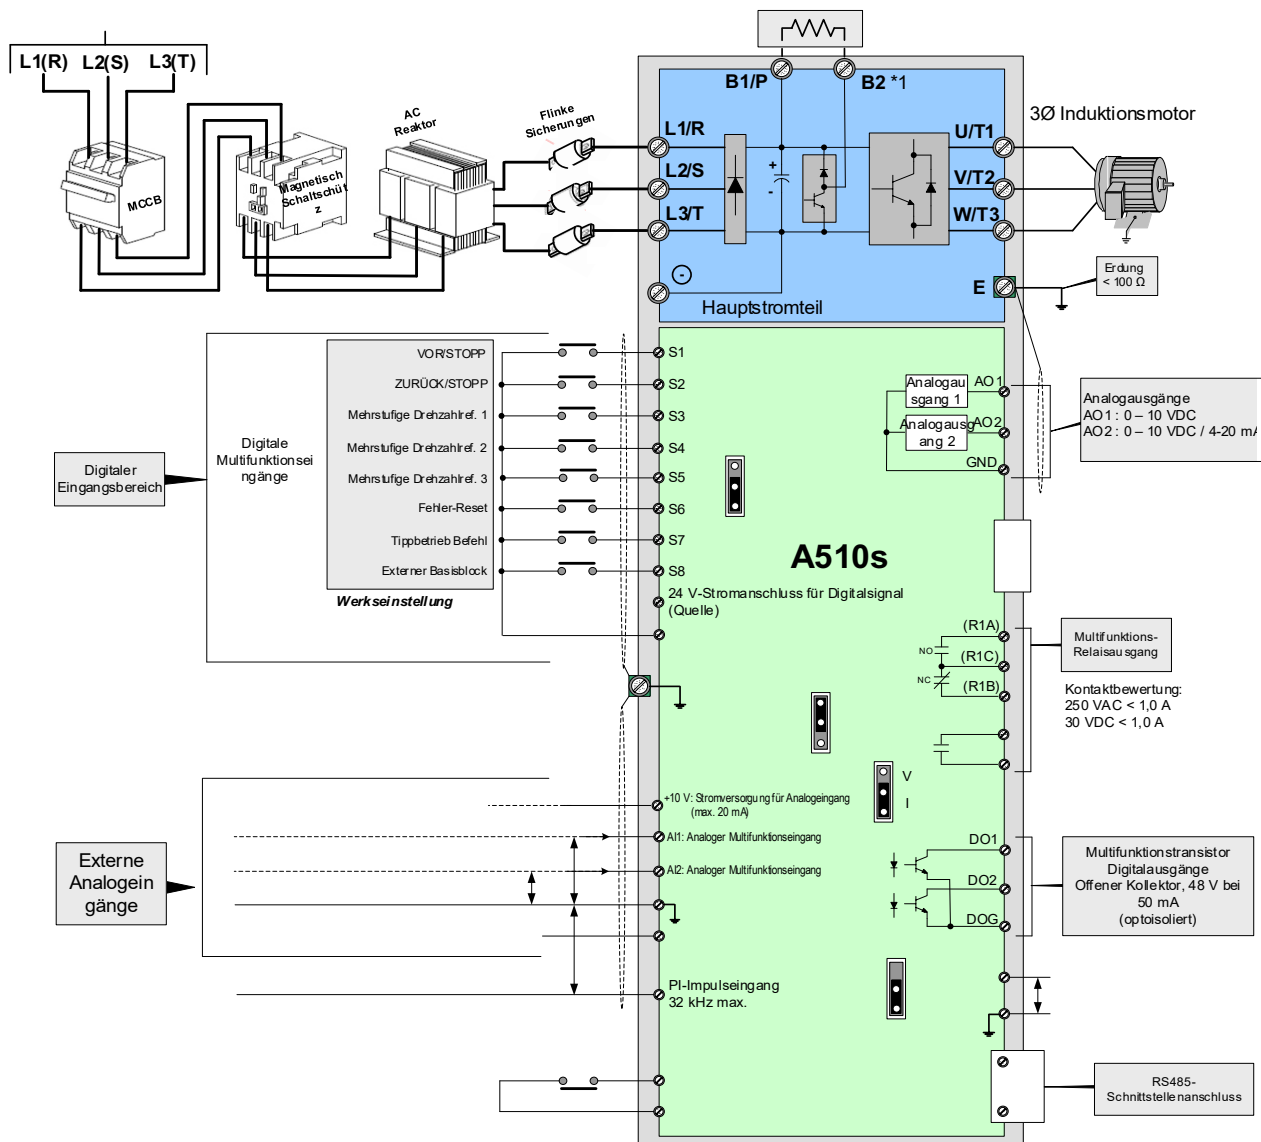 L1(R) L2(S) L3(T)
MCCB
Magnetisch
Schaltschüt
z
AC
Reaktor
Flinke
Sicherungen
B1/P
B2 *1
L1/R
L2/S
L3/T
+
-
-
Hauptstromteil
U/T1
V/T2
W/T3
E
3Ø Induktionsmotor
Erdung
< 100 Ω
Digitaler
Eingangsbereich
Digitale
Multifunktionsei
ngänge
VOR/STOPP
ZURÜCK/STOPP
Mehrstufige Drehzahlref. 1
Mehrstufige Drehzahlref. 2
Mehrstufige Drehzahlref. 3
Fehler-Reset
Tippbetrieb Befehl
Externer Basisblock
Werkseinstellung
S1
S2
S3
S4
S5
S6
S7
S8
24 V-Stromanschluss für Digitalsignal
(Quelle)
A510s
Analogau
sgang 1
AO1
Analogausg
ang 2
AO2
GND
Analogausgänge
AO1 : 0 – 10 VDC
AO2 : 0 – 10 VDC / 4-20 mA
(R1A)
NO
(R1C)
NC
(R1B)
Multifunktions-
Relaisausgang
Kontaktbewertung:
250 VAC < 1,0 A
30 VDC < 1,0 A
V
I
Externe
Analogein
gänge
+10 V: Stromversorgung für Analogeingang
(max. 20 mA)
AI1: Analoger Multifunktionseingang
AI2: Analoger Multifunktionseingang
PI-Impulseingang
32 kHz max.
DO1
DO2
DOG
Multifunktionstransistor
Digitalausgänge
Offener Kollektor, 48 V bei
50 mA
(optoisoliert)
RS485-
Schnittstellenanschluss